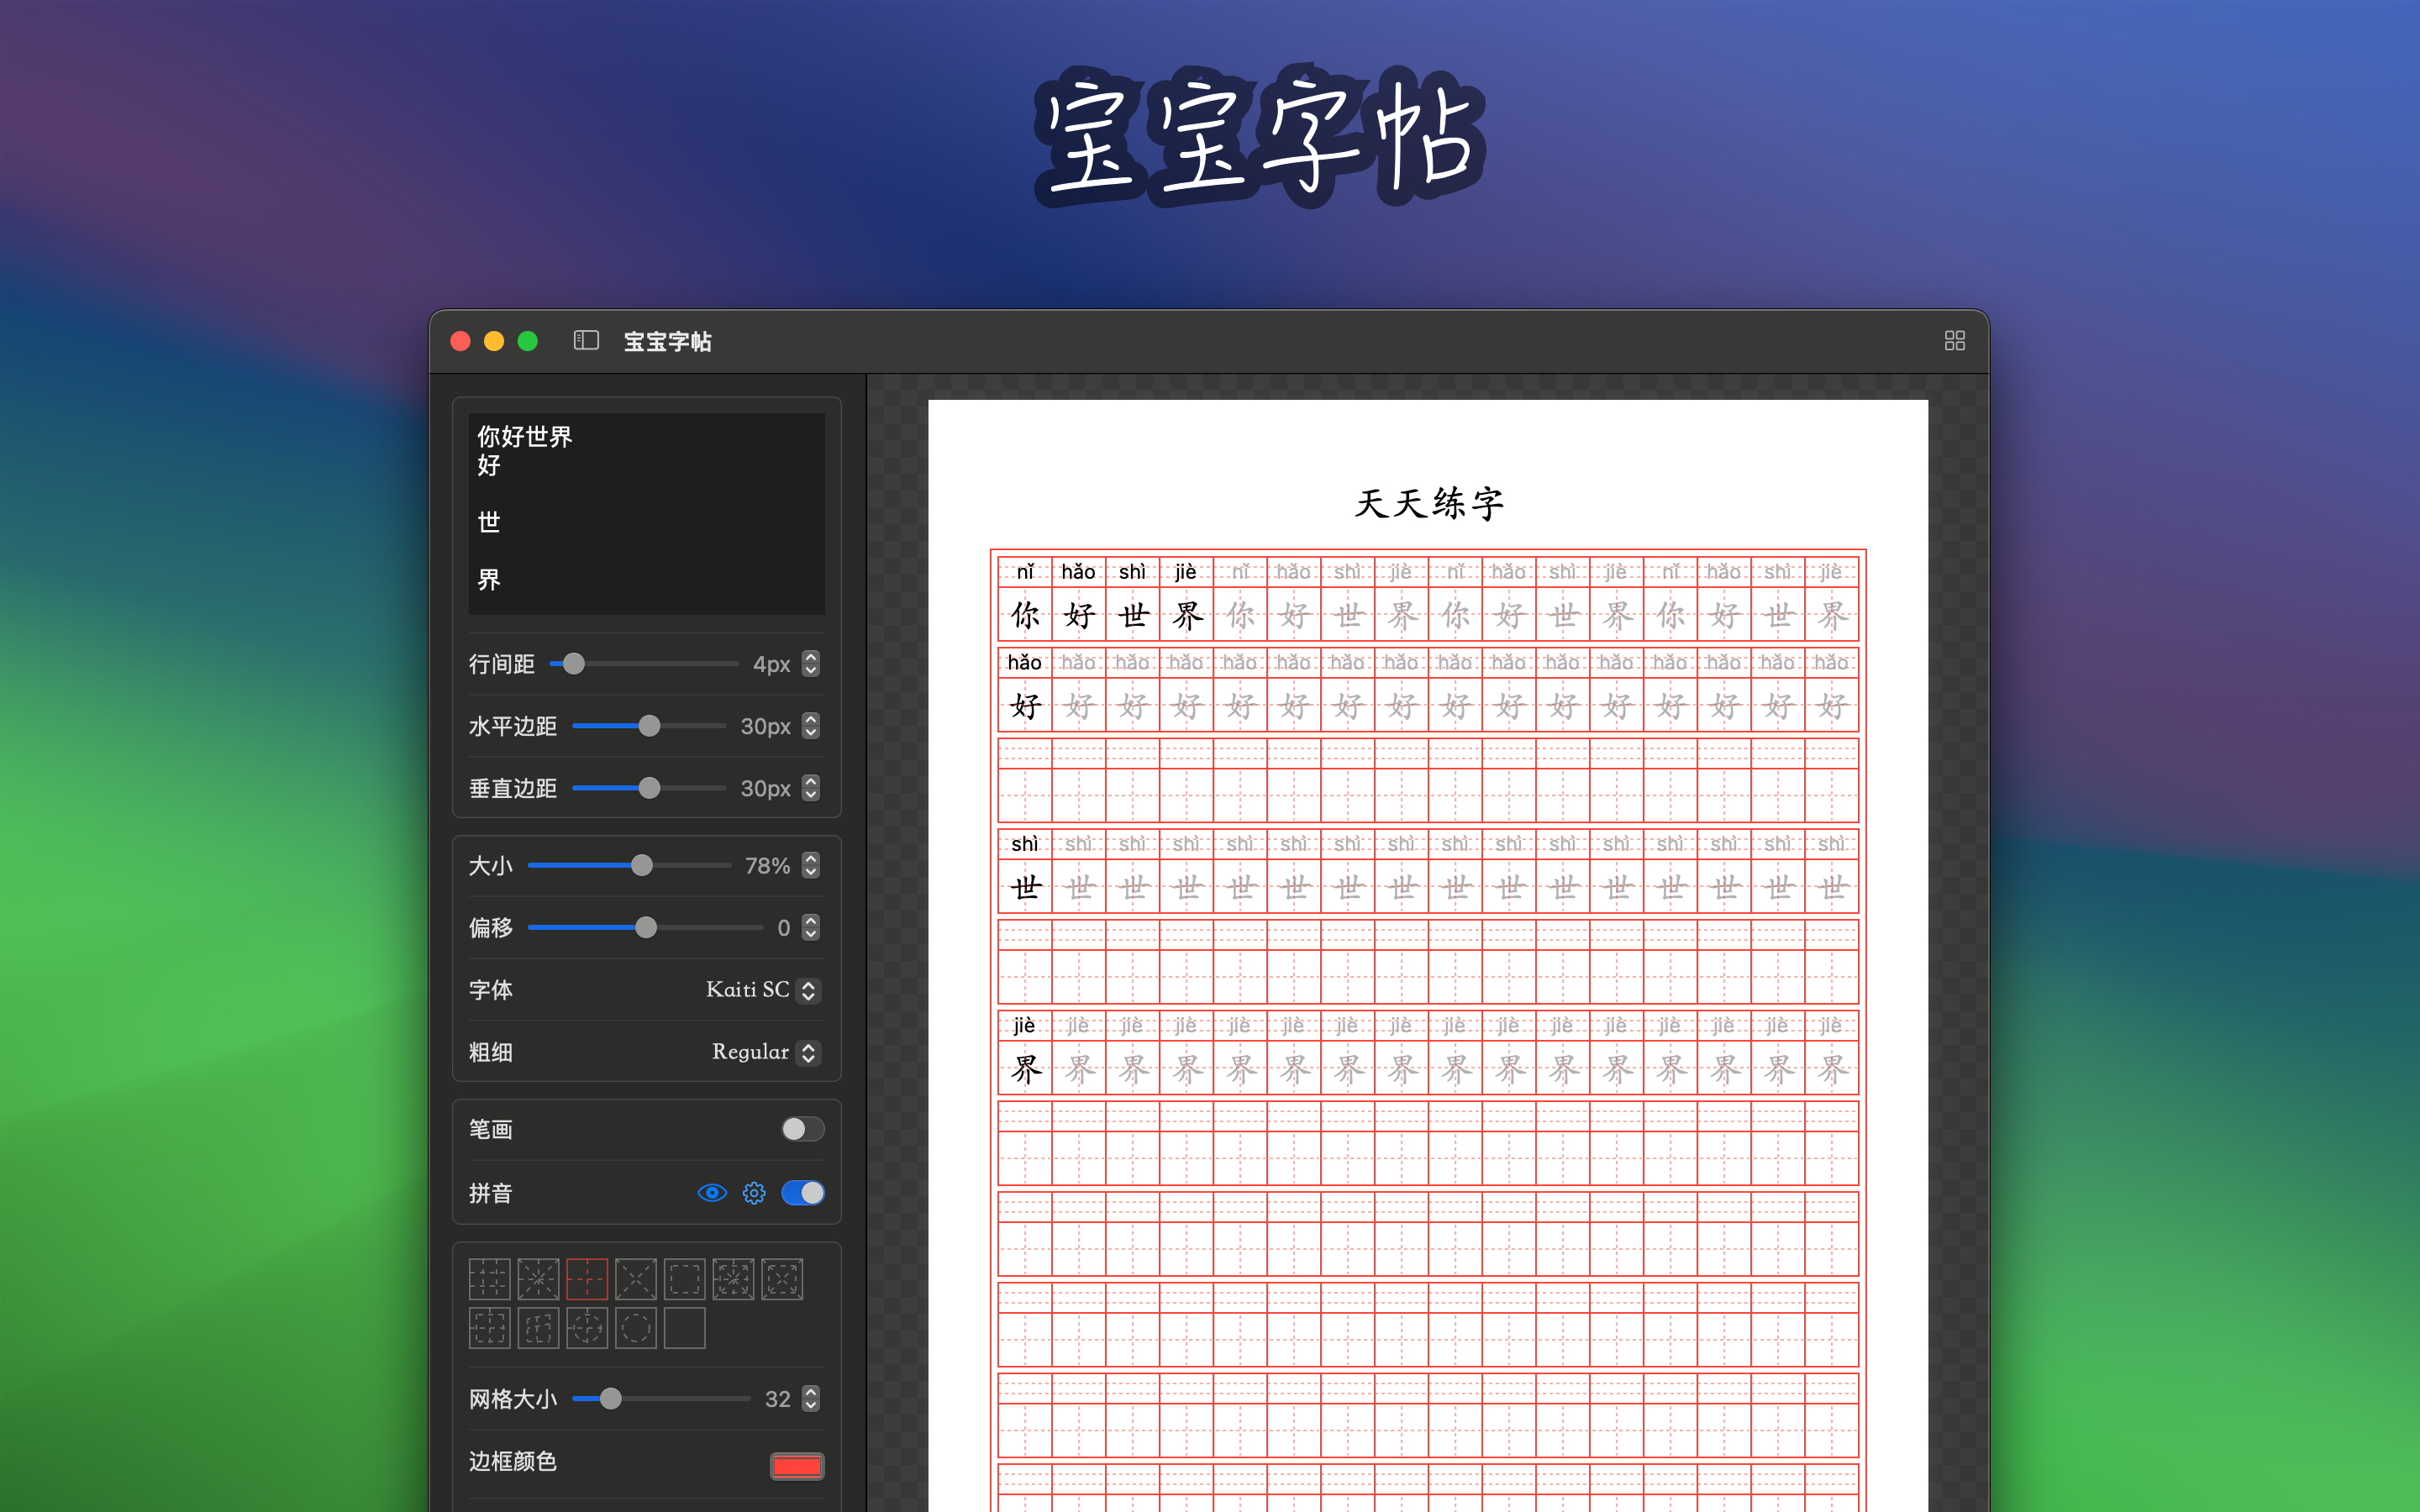 宝宝字帖
宝宝字帖
你好世界
好
世
界
行间距 4px
水平边距 30px
垂直边距 30px
大小 78%
偏移 0
字体 Kaiti SC
粗细 Regular
笔画
拼音
网格大小 32
边框颜色
天天练字
nǐ hǎo shì jiè nǐ hǎo shì jiè nǐ hǎo shì jiè nǐ hǎo shì jiè
你 好 世 界 你 好 世 界 你 好 世 界 你 好 世 界
hǎo hǎo hǎo hǎo hǎo hǎo hǎo hǎo hǎo hǎo hǎo hǎo hǎo hǎo hǎo hǎo
好 好 好 好 好 好 好 好 好 好 好 好 好 好 好 好
shì shì shì shì shì shì shì shì shì shì shì shì shì shì shì shì
世 世 世 世 世 世 世 世 世 世 世 世 世 世 世 世
jiè jiè jiè jiè jiè jiè jiè jiè jiè jiè jiè jiè jiè jiè jiè jiè
界 界 界 界 界 界 界 界 界 界 界 界 界 界 界 界